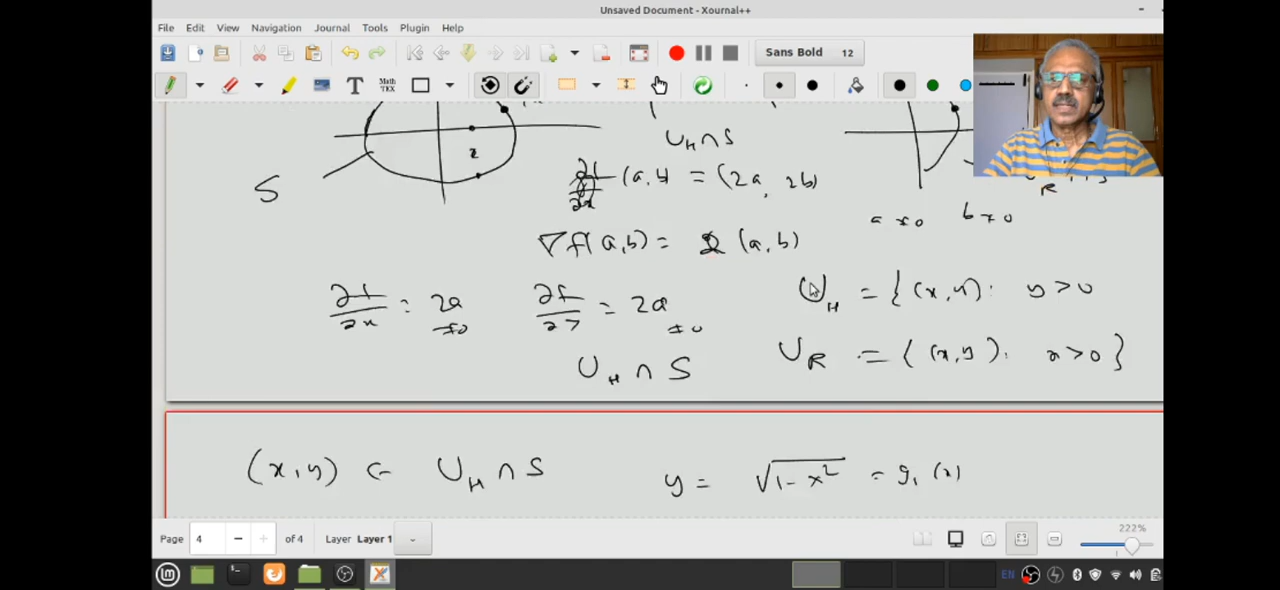 Unsaved Document - Xournal++
File Edit View Navigation Journal Tools Plugin Help
Sans Bold 12
T Math TEX
U_H ∩ S
S
∂f/∂x (a, b) = (2a, 2b)
R
a ≠ 0 b ≠ 0
∇f(a, b) = 2 (a, b)
∂f/∂x = 2a ≠ 0 ∂f/∂y = 2a ≠ 0
U_H = {(x, y): y > 0
U_R = {(x, y): x > 0}
U_H ∩ S
(x, y) ∈ U_H ∩ S y = √(1 - x²) = g₁(x)
Page 4 of 4 Layer Layer 1
222%
EN